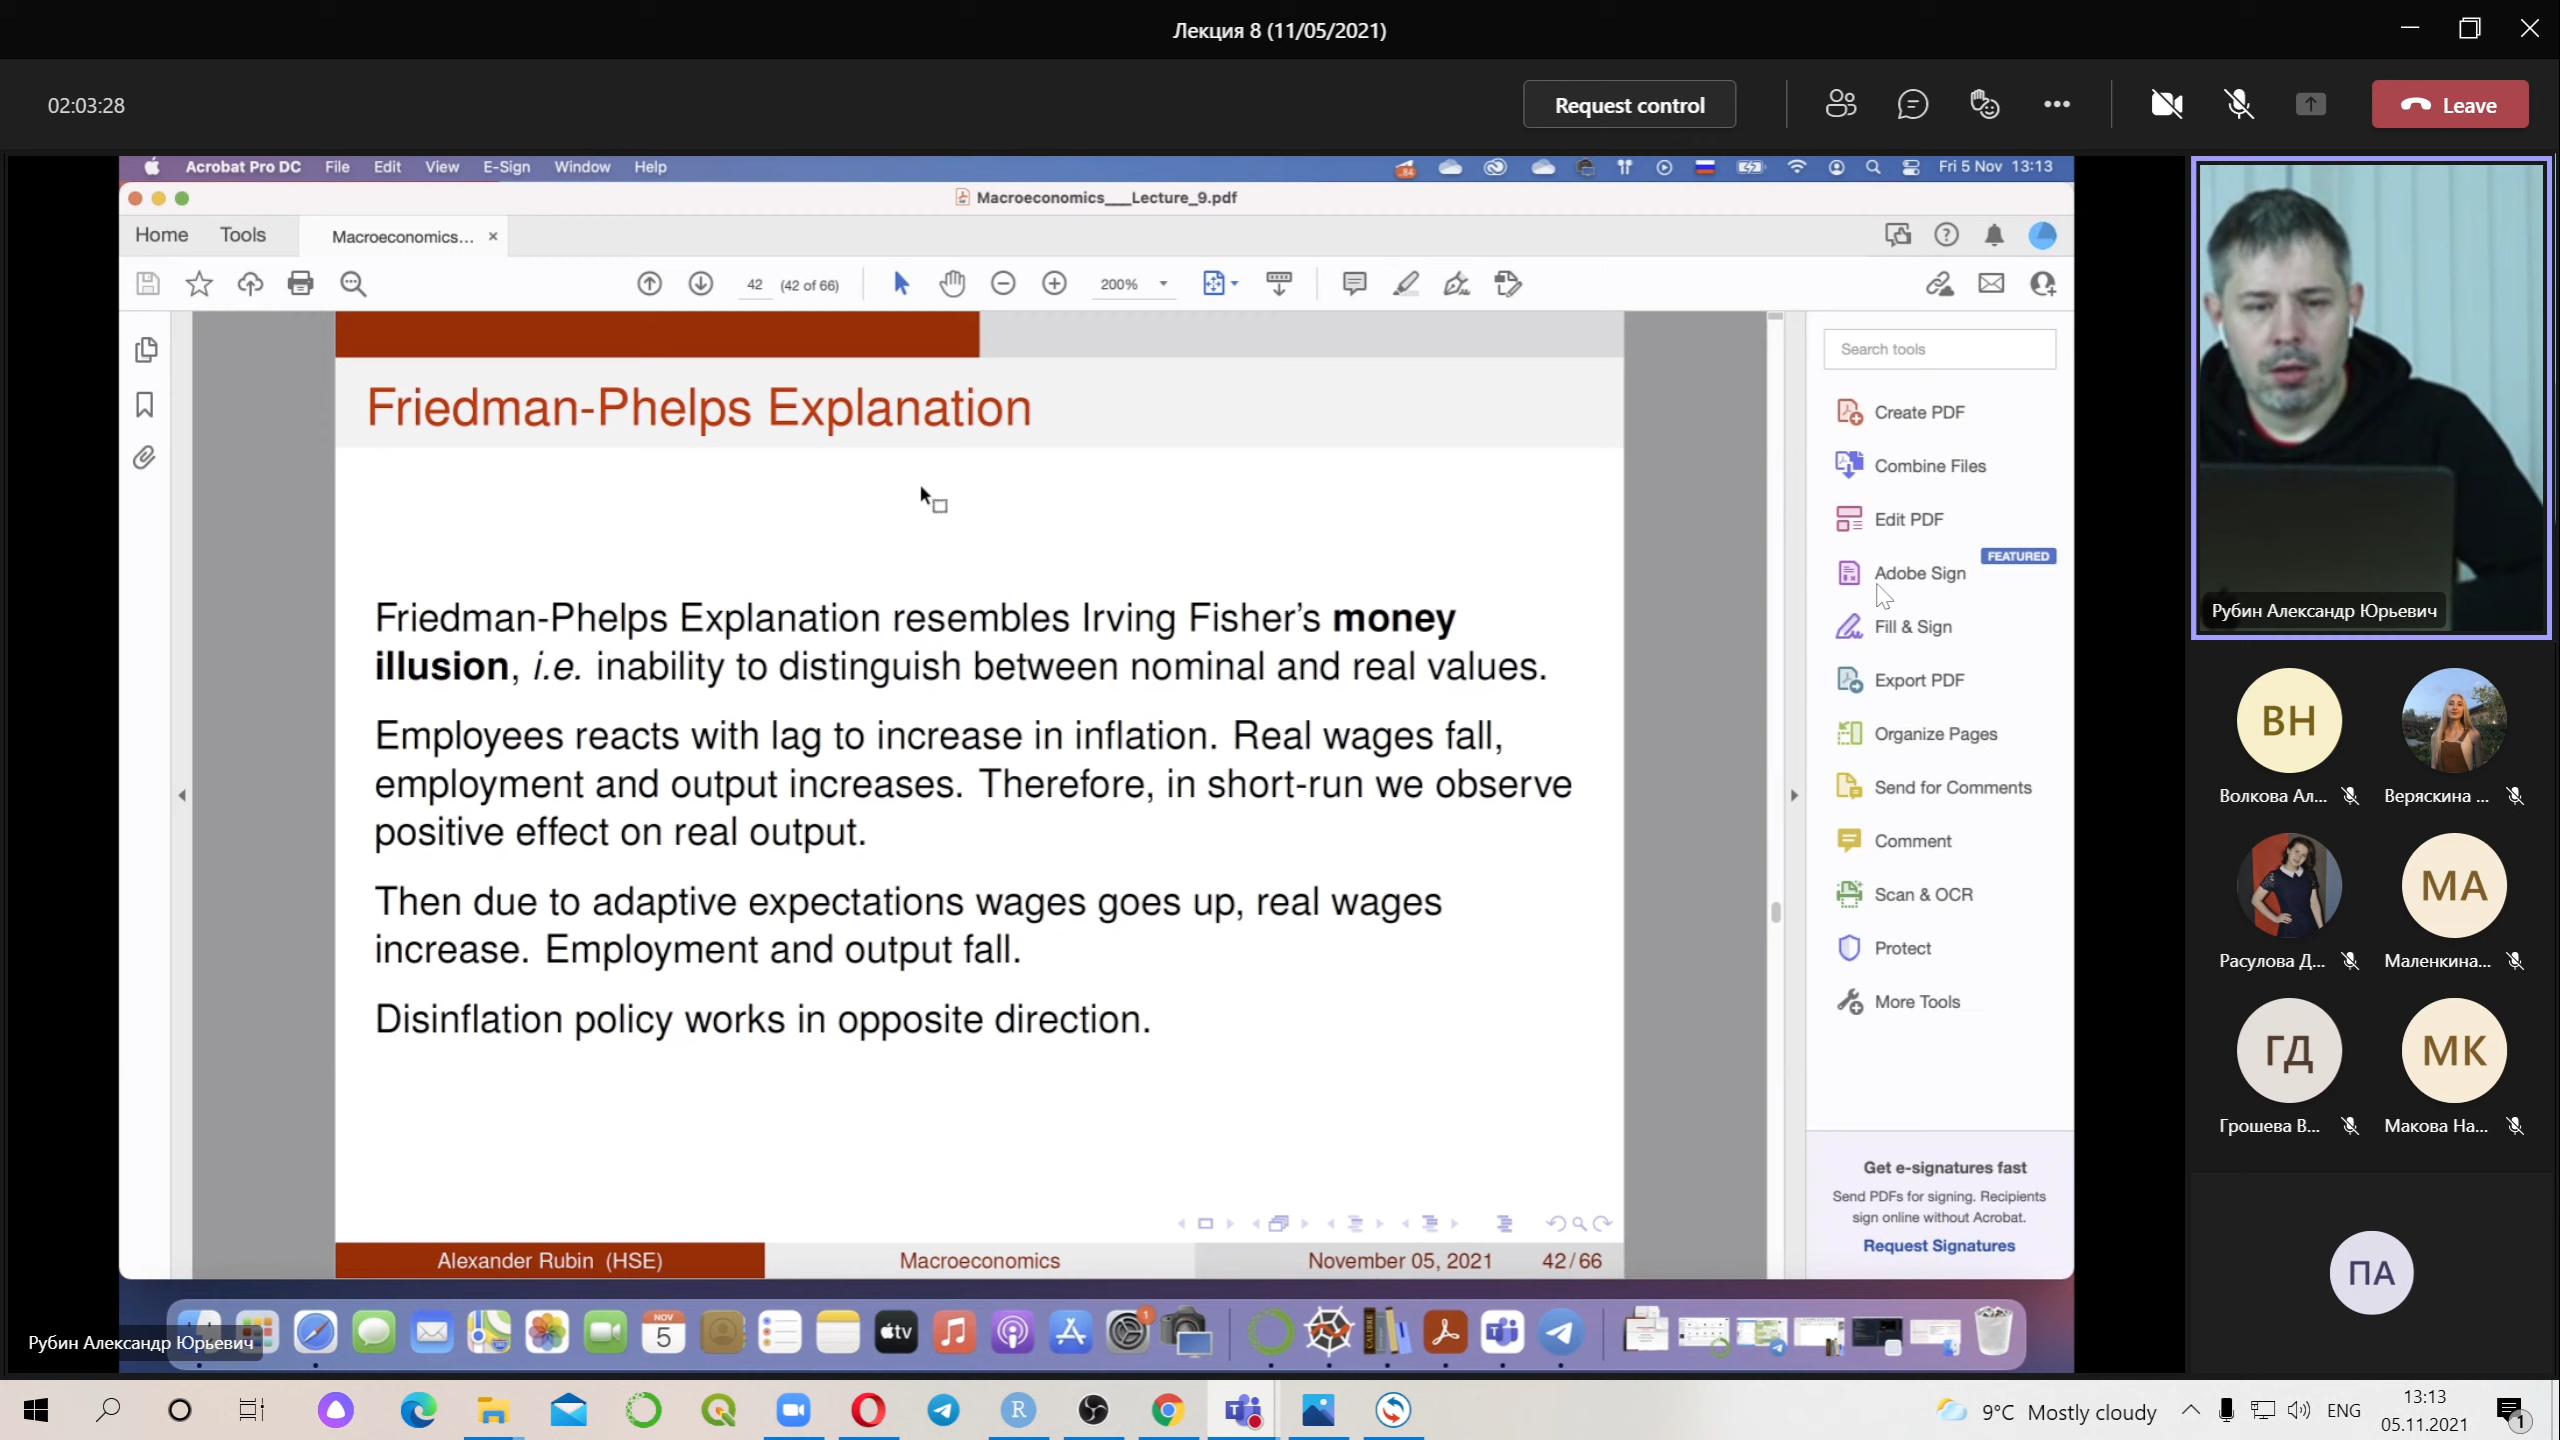 Лекция 8 (11/05/2021)
02:03:28
Request control
Leave
Acrobat Pro DC File Edit View E-Sign Window Help
84
Fri 5 Nov 13:13
Macroeconomics___Lecture_9.pdf
Home Tools Macroeconomics... ×
42 (42 of 66) 200%
Friedman-Phelps Explanation
Friedman-Phelps Explanation resembles Irving Fisher's money
illusion, i.e. inability to distinguish between nominal and real values.
Employees reacts with lag to increase in inflation. Real wages fall,
employment and output increases. Therefore, in short-run we observe
positive effect on real output.
Then due to adaptive expectations wages goes up, real wages
increase. Employment and output fall.
Disinflation policy works in opposite direction.
Alexander Rubin (HSE) Macroeconomics November 05, 2021 42/66
Search tools
Create PDF
Combine Files
Edit PDF
FEATURED
Adobe Sign
Fill & Sign
Export PDF
Organize Pages
Send for Comments
Comment
Scan & OCR
Protect
More Tools
Get e-signatures fast
Send PDFs for signing. Recipients
sign online without Acrobat.
Request Signatures
Рубин Александр Юрьевич
ВН
Волкова Ал...
Веряскина ...
Расулова Д...
МА
Маленкина...
ГД
Грошева В...
МК
Макова На...
ПА
NOV
5
tv
1
CALIBRE
Рубин Александр Юрьевич
R
9°C Mostly cloudy
ENG
13:13
05.11.2021
1